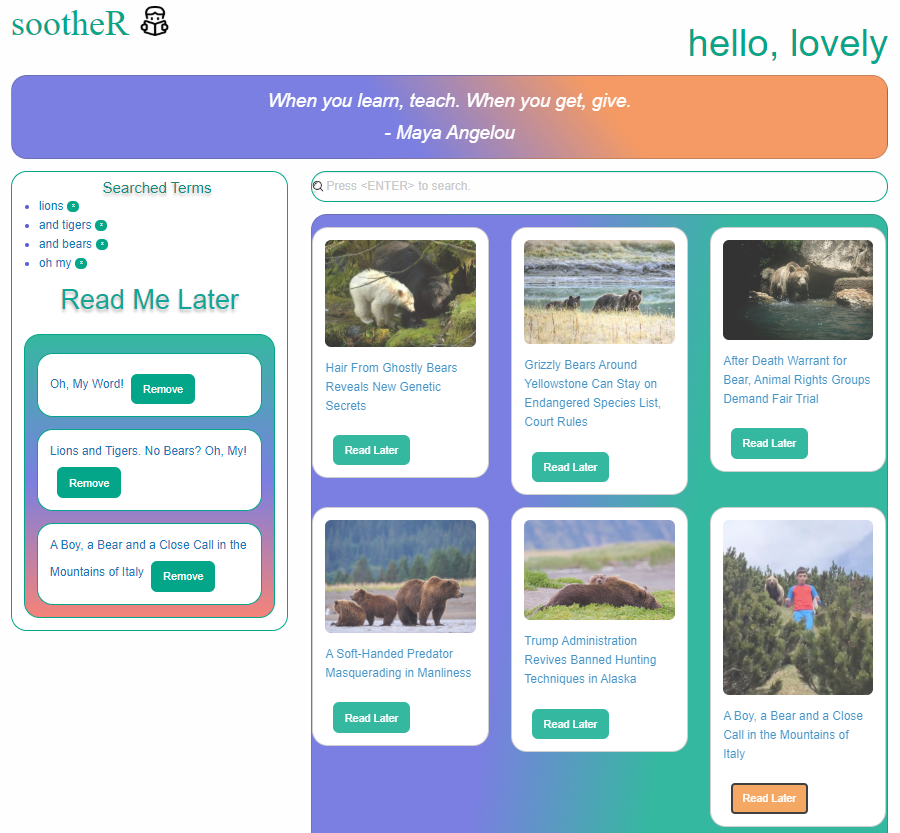 sootheR
hello, lovely
When you learn, teach. When you get, give.
- Maya Angelou
Searched Terms
lions x
and tigers x
and bears x
oh my x
Read Me Later
Oh, My Word! Remove
Lions and Tigers. No Bears? Oh, My!
Remove
A Boy, a Bear and a Close Call in the
Mountains of Italy Remove
Press <ENTER> to search.
Hair From Ghostly Bears
Reveals New Genetic
Secrets
Read Later
Grizzly Bears Around
Yellowstone Can Stay on
Endangered Species List,
Court Rules
Read Later
After Death Warrant for
Bear, Animal Rights Groups
Demand Fair Trial
Read Later
A Soft-Handed Predator
Masquerading in Manliness
Read Later
Trump Administration
Revives Banned Hunting
Techniques in Alaska
Read Later
A Boy, a Bear and a Close
Call in the Mountains of
Italy
Read Later